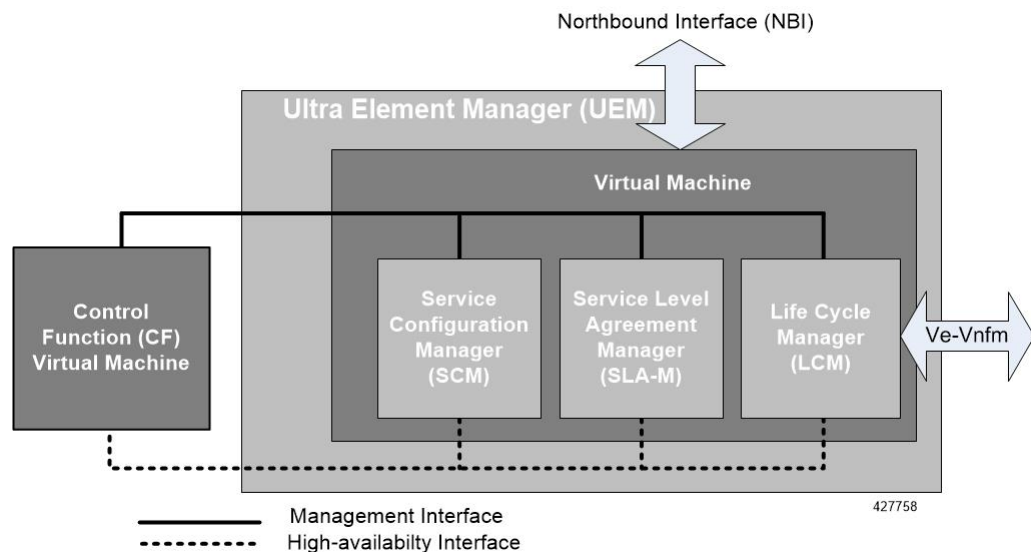 Northbound Interface (NBI)
Ultra Element Manager (UEM)
Virtual Machine
Control
Function (CF)
Virtual Machine
Service
Configuration
Manager
(SCM)
Service Level
Agreement
Manager
(SLA-M)
Life Cycle
Manager
(LCM)
Ve-Vnfm
427758
Management Interface
High-availabilty Interface